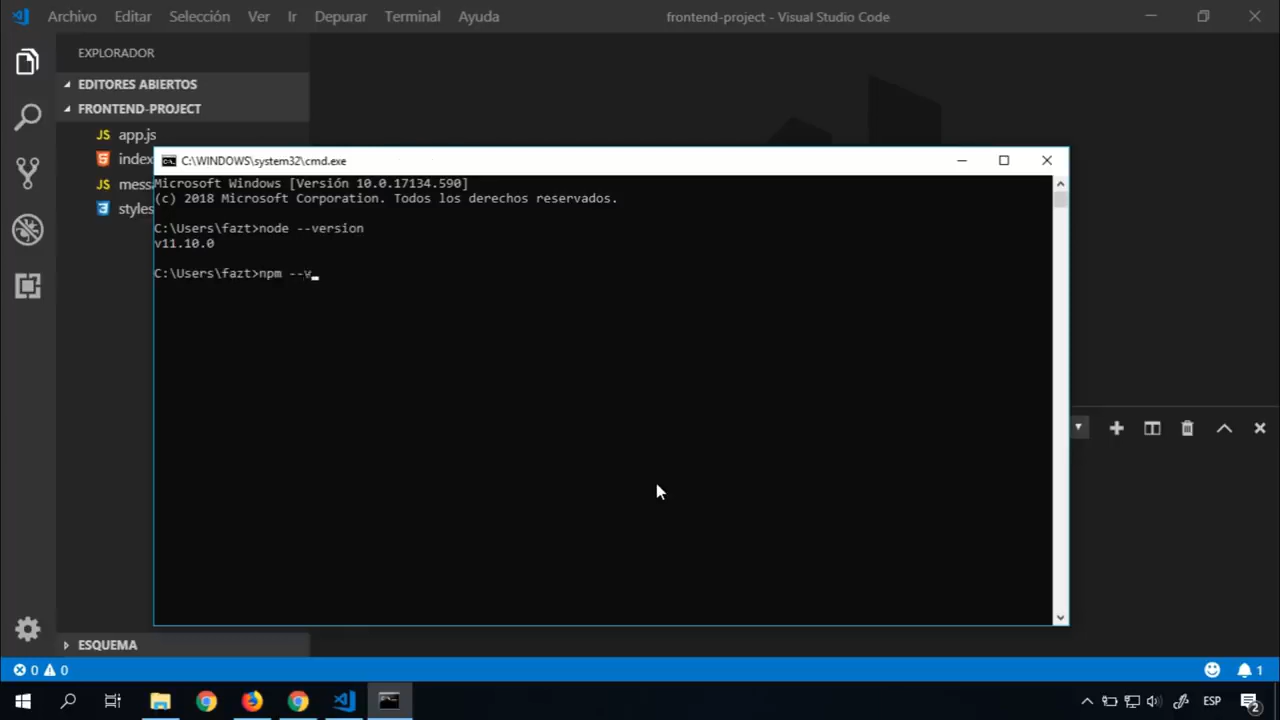 Archivo Editar Selección Ver Ir Depurar Terminal Ayuda
frontend-project - Visual Studio Code
EXPLORADOR
EDITORES ABIERTOS
FRONTEND-PROJECT
JS app.js
index
JS mess
styles
C:\WINDOWS\system32\cmd.exe
Microsoft Windows [Versión 10.0.17134.590]
(c) 2018 Microsoft Corporation. Todos los derechos reservados.
C:\Users\fazt>node --version
v11.10.0
C:\Users\fazt>npm --v
ESQUEMA
0 0
1
ESP
2